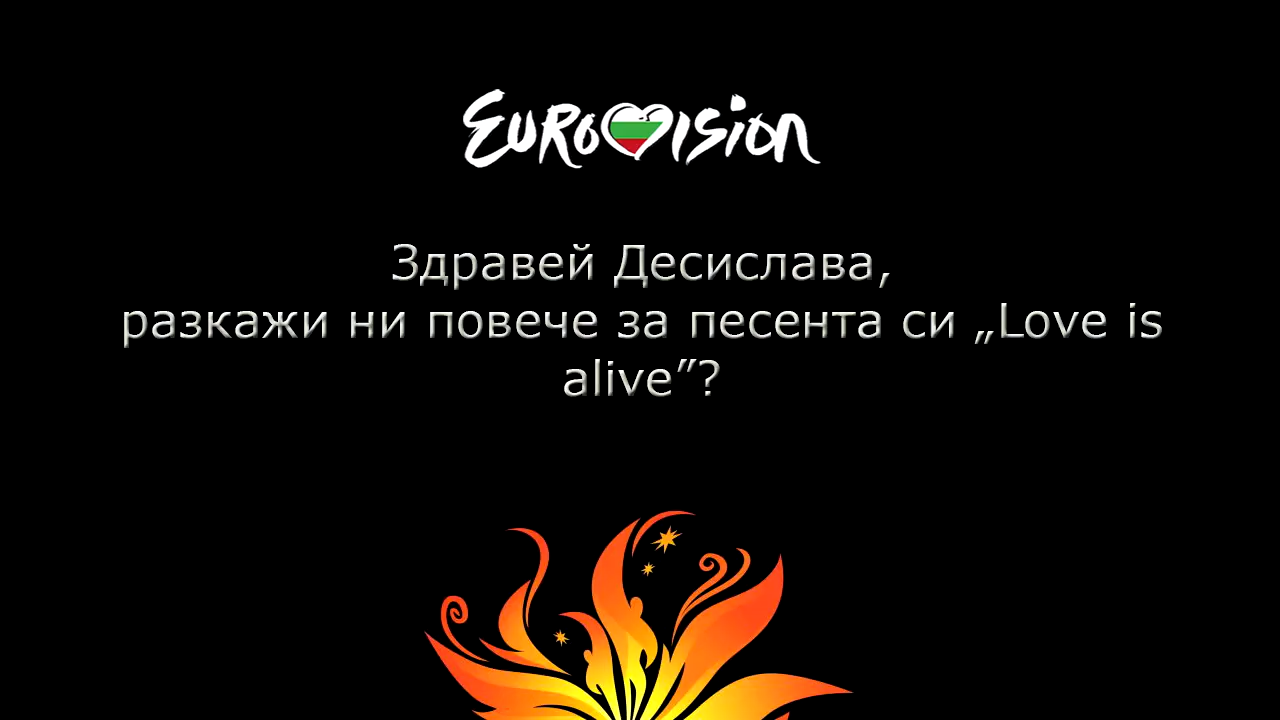 EUROVISION
Здравей Десислава,
разкажи ни повече за песента си „Love is
alive”?